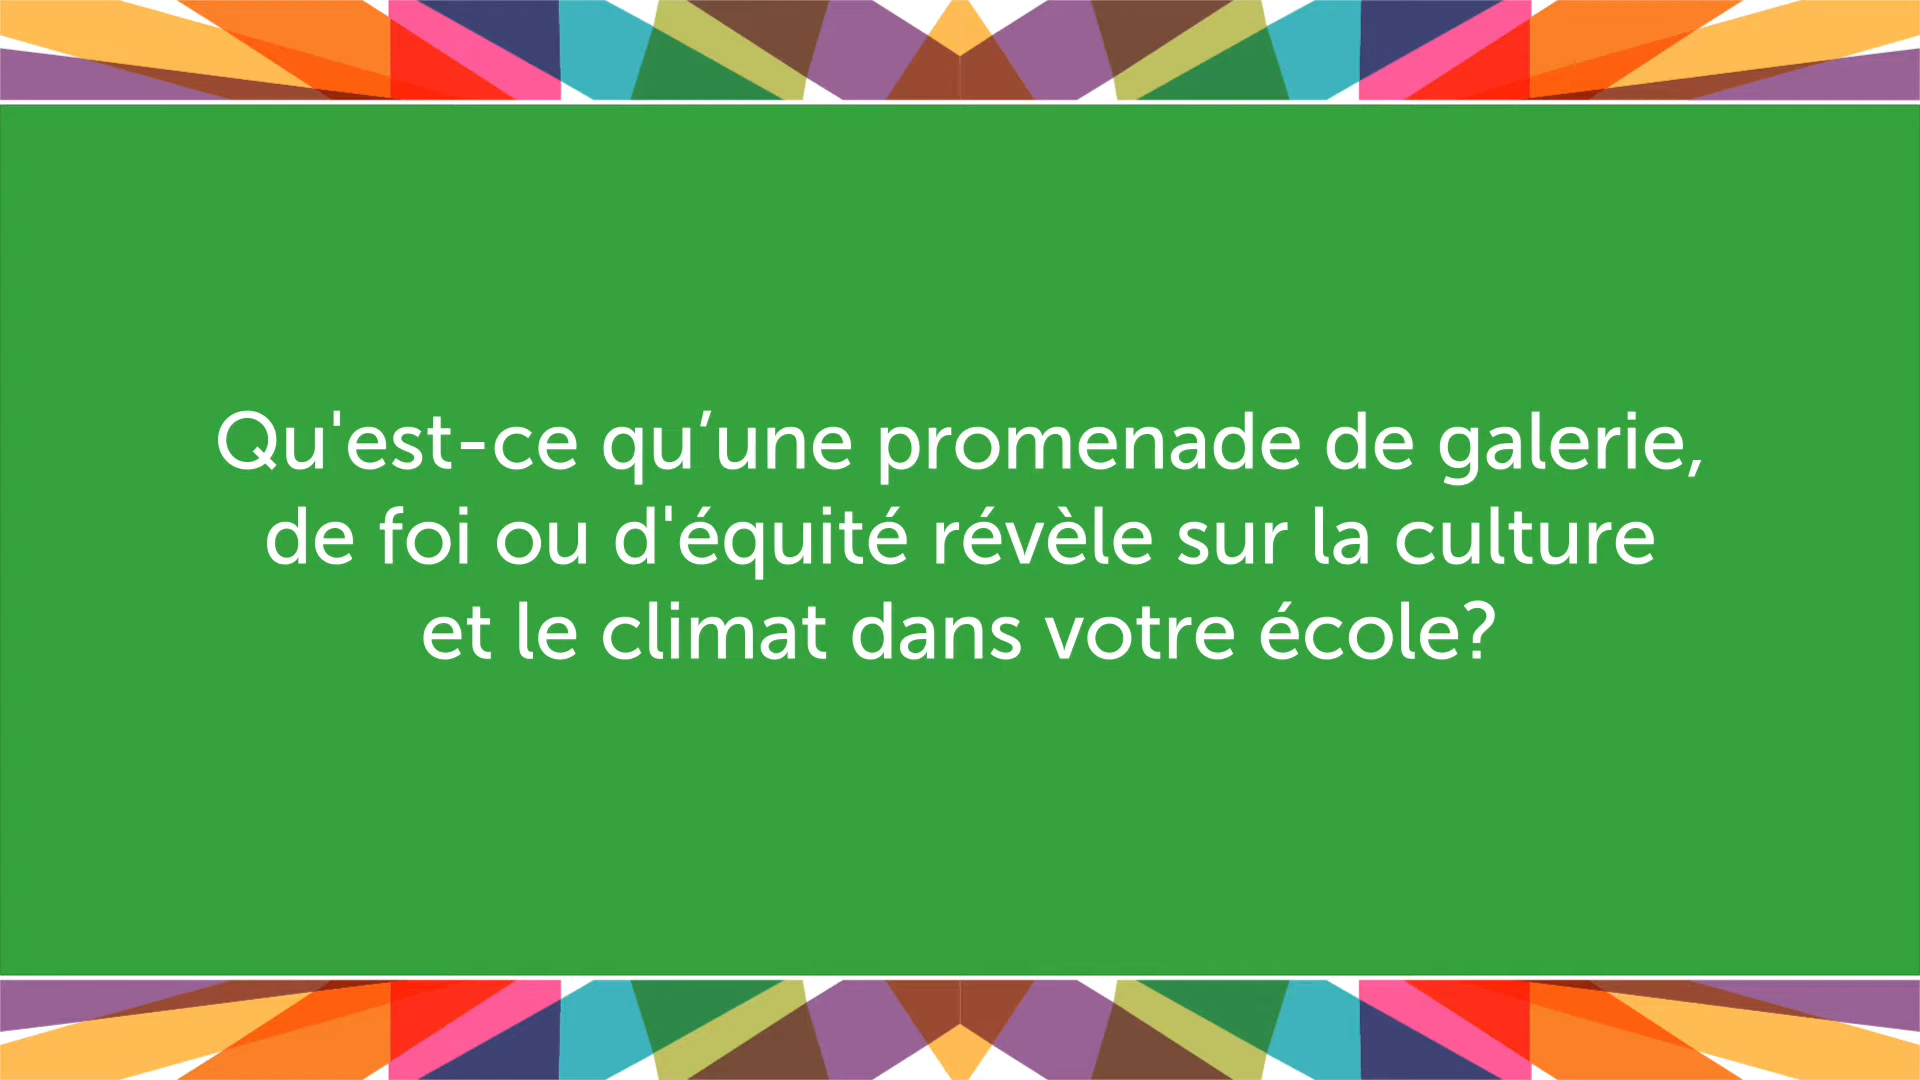 Qu'est-ce qu’une promenade de galerie,
de foi ou d'équité révèle sur la culture
et le climat dans votre école?